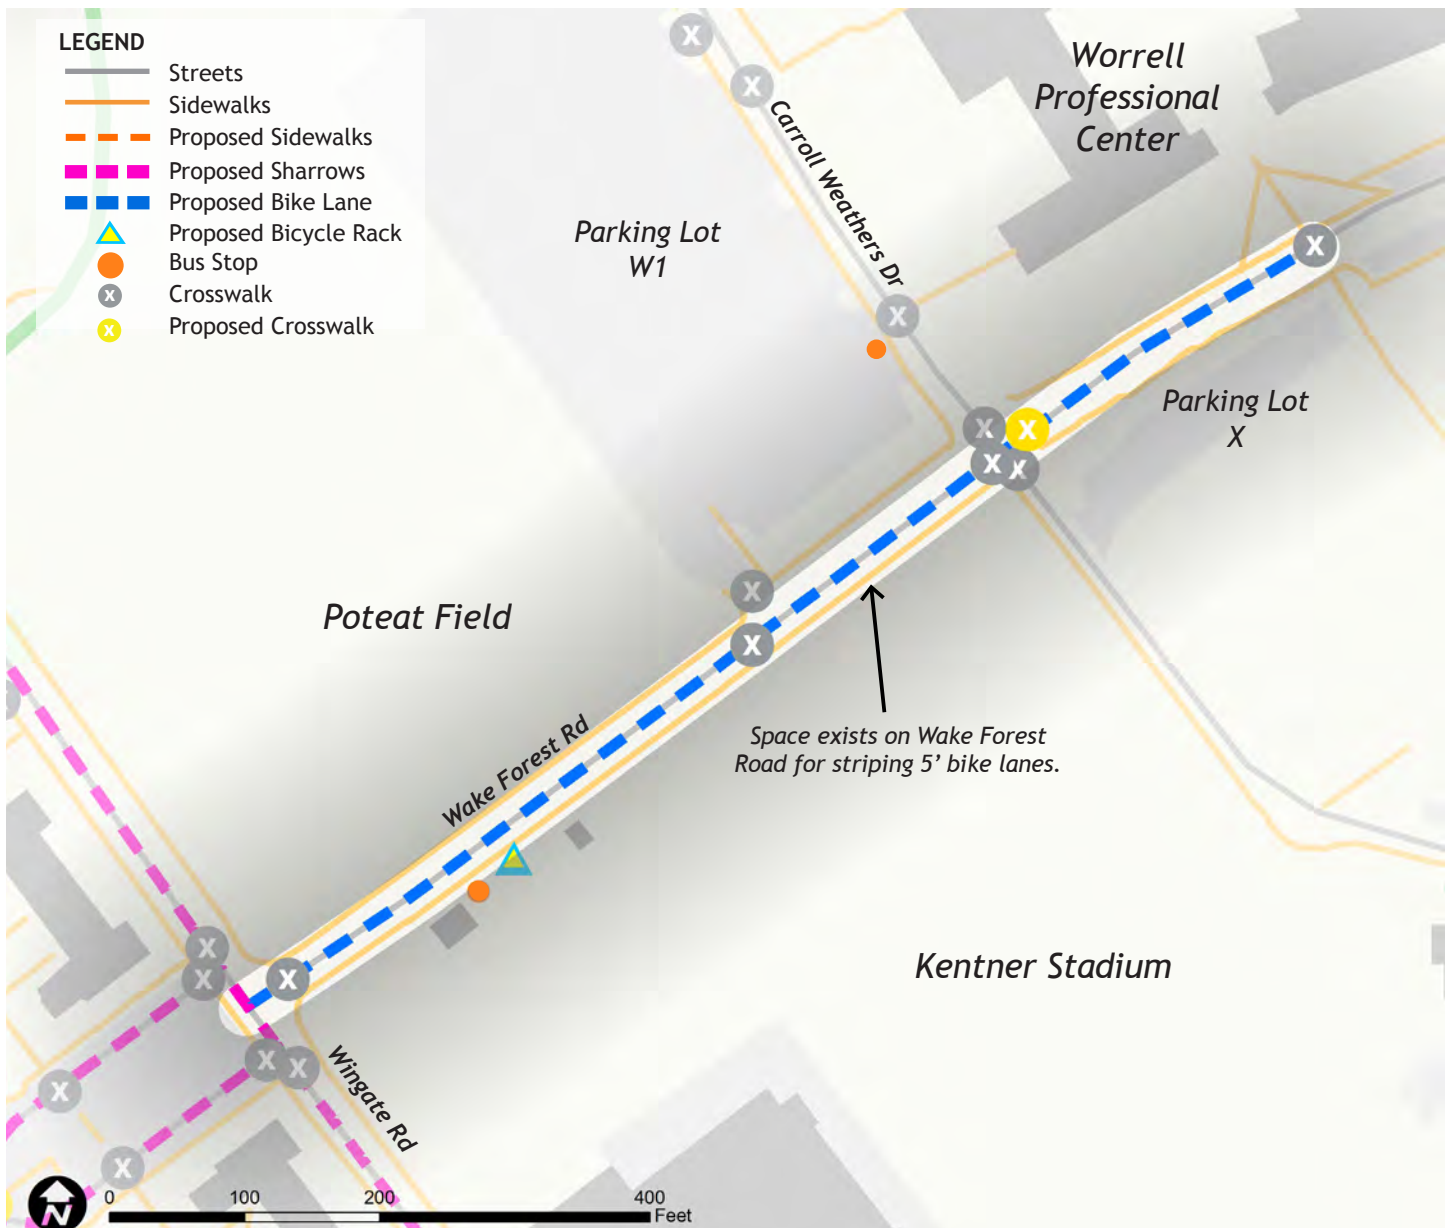 LEGEND
Streets
Sidewalks
Proposed Sidewalks
Proposed Sharrows
Proposed Bike Lane
Proposed Bicycle Rack
Bus Stop
X Crosswalk
X Proposed Crosswalk
X
X
Worrell
Professional
Center
Carroll Weathers Dr
Parking Lot
W1
X
X
Parking Lot
X
X
X
X
X
X
Poteat Field
X
X
Space exists on Wake Forest
Road for striping 5’ bike lanes.
Wake Forest Rd
Kentner Stadium
X
X
X
X
X
X
X
Wingate Rd
N
0
100
200
400
Feet